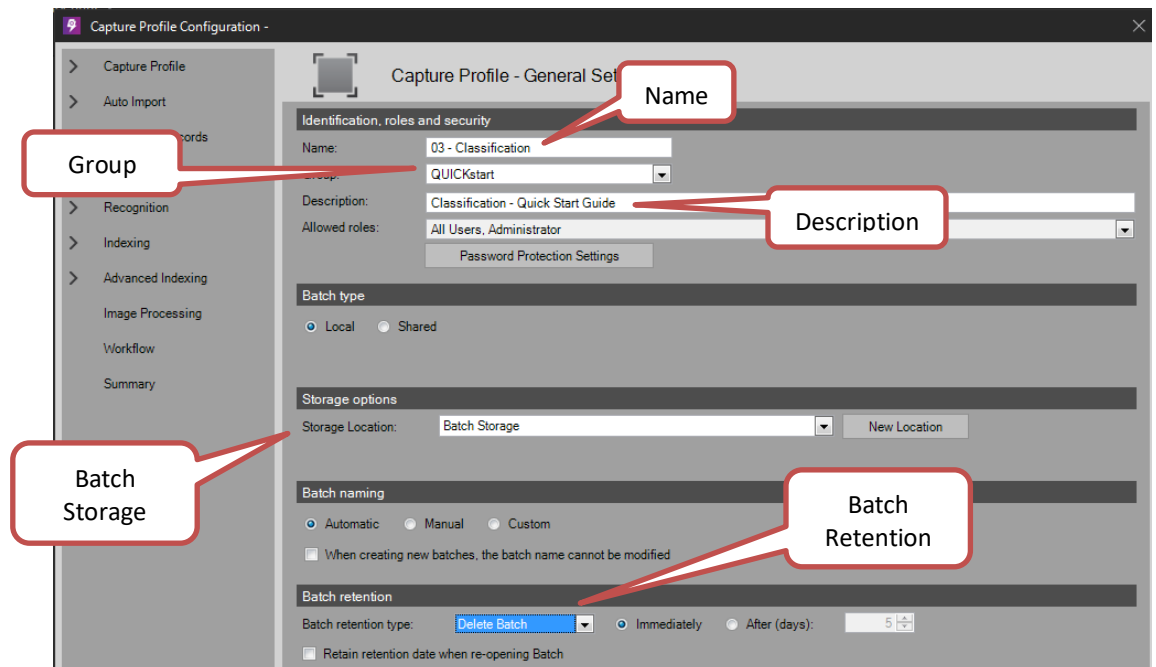 Capture Profile Configuration -
Capture Profile
Auto Import
cords
Recognition
Indexing
Advanced Indexing
Image Processing
Workflow
Summary
Capture Profile - General Set
Name
Group
Description
Batch
Storage
Batch
Retention
Identification, roles and security
Name: 03 - Classification
QUICKstart
Description: Classification - Quick Start Guide
Allowed roles: All Users, Administrator
Password Protection Settings
Batch type
Local Shared
Storage options
Storage Location: Batch Storage New Location
Batch naming
Automatic Manual Custom
When creating new batches, the batch name cannot be modified
Batch retention
Batch retention type: Delete Batch Immediately After (days): 5
Retain retention date when re-opening Batch